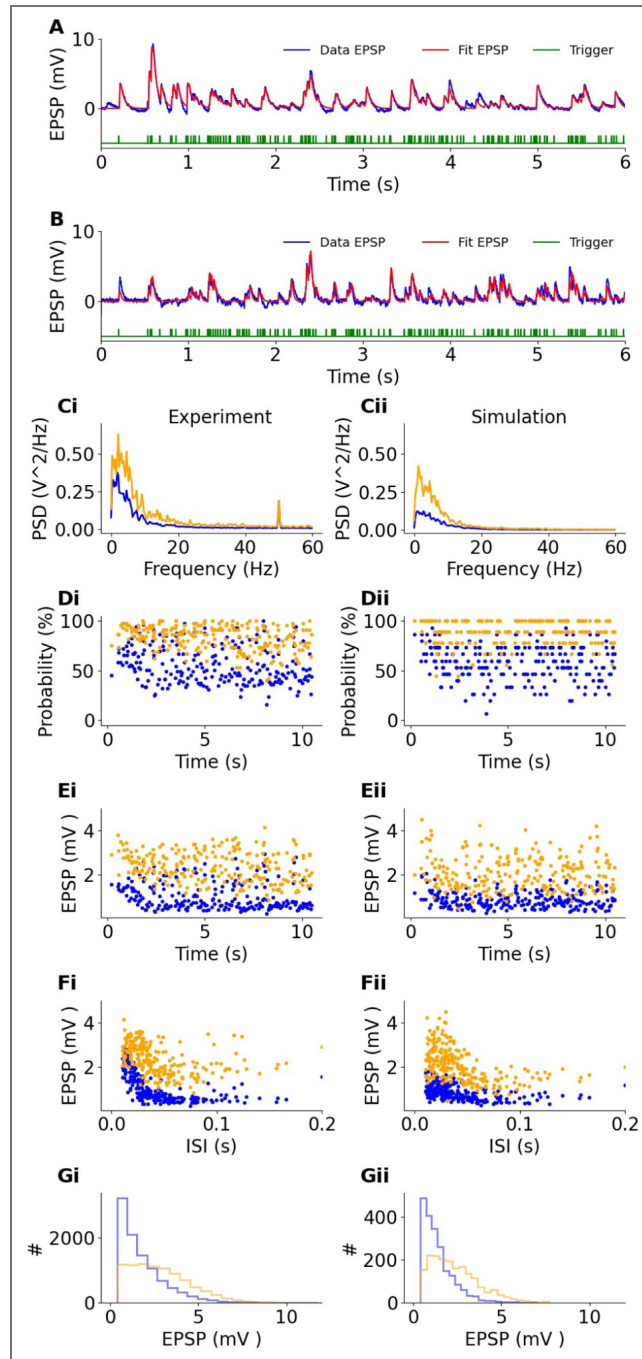 A
10
0
EPSP (mV)
Data EPSP Fit EPSP Trigger
0 1 2 3 4 5 6
Time (s)
B
10
0
EPSP (mV)
Data EPSP Fit EPSP Trigger
0 1 2 3 4 5 6
Time (s)
Ci Experiment
PSD (V^2/Hz)
0.50
0.25
0.00
0 20 40 60
Frequency (Hz)
Cii Simulation
PSD (V^2/Hz)
0.50
0.25
0.00
0 20 40 60
Frequency (Hz)
Di
Probability (%)
100
50
0
0 5 10
Time (s)
Dii
Probability (%)
100
50
0
0 5 10
Time (s)
Ei
EPSP (mV )
4
2
0 5 10
Time (s)
Eii
EPSP (mV )
4
2
0 5 10
Time (s)
Fi
EPSP (mV )
4
2
0.0 0.1 0.2
ISI (s)
Fii
EPSP (mV )
4
2
0.0 0.1 0.2
ISI (s)
Gi
#
2000
0
0 5 10
EPSP (mV )
Gii
#
400
200
0
0 5 10
EPSP (mV )